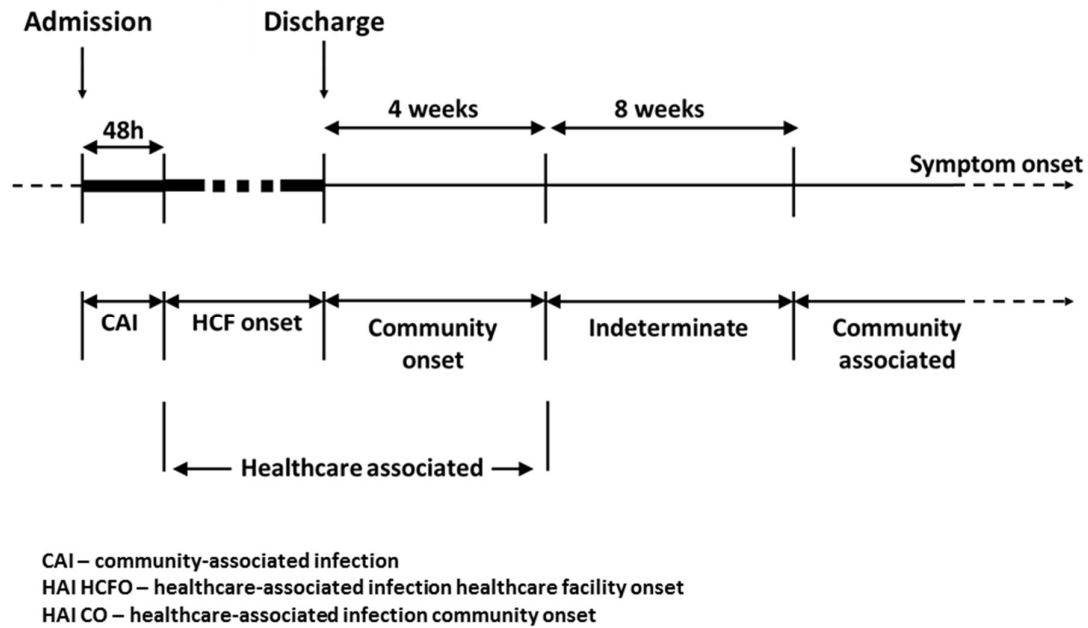 Admission Discharge
4 weeks 8 weeks
48h
Symptom onset
CAI HCF onset Community Indeterminate Community
onset associated
Healthcare associated
CAI – community-associated infection
HAI HCFO – healthcare-associated infection healthcare facility onset
HAI CO – healthcare-associated infection community onset